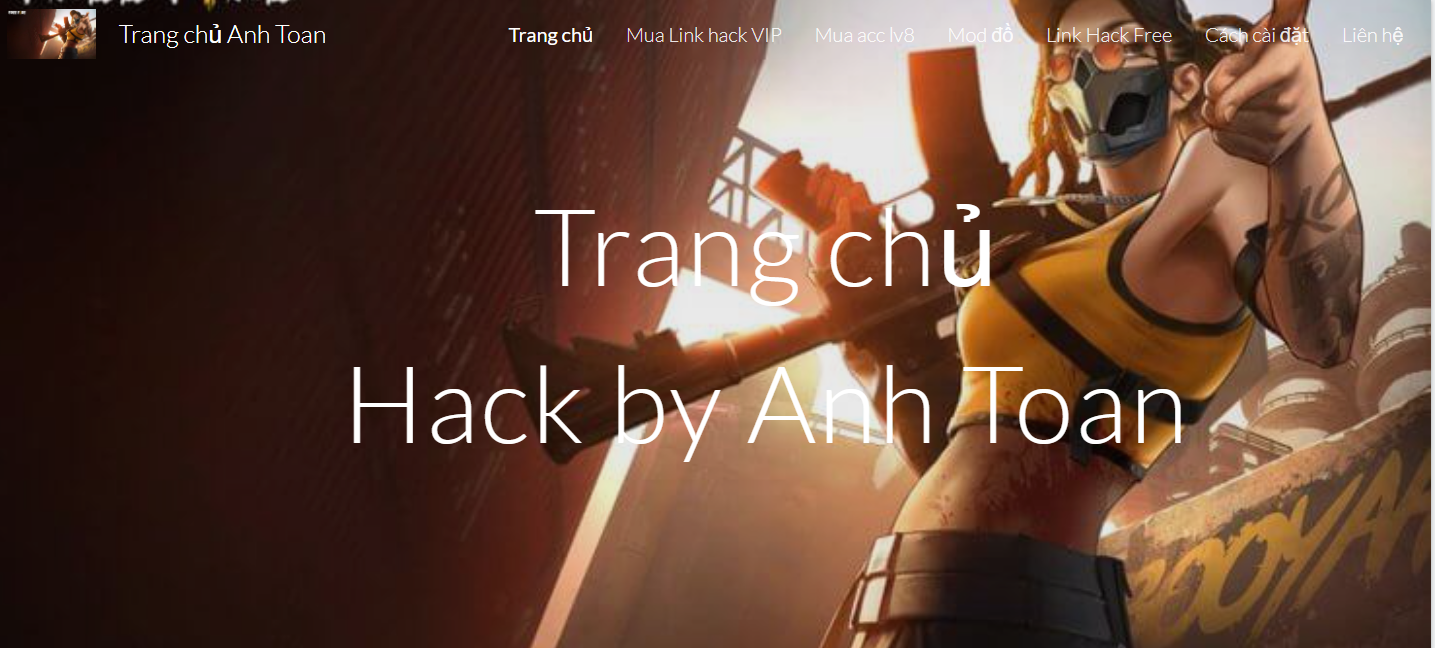 Trang chủ Anh Toan
Trang chủ Mua Link hack VIP Mua acc lv8 Mod đồ Link Hack Free Cách cài đặt Liên hệ
Trang chủ
Hack by Anh Toan
BOOYAH